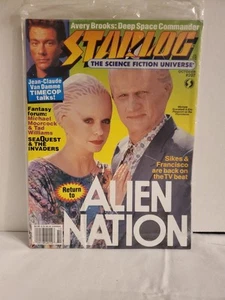 Avery Brooks: Deep Space Commander
STARLOG
THE SCIENCE FICTION UNIVERSE
Jean-Claude
Van Damme
TIMECOP
talks!
Fantasy
forum:
Michael
Moorcock
& Tad
Williams
SEAQUEST
& THE
INVADERS
Sikes &
Francisco
are back on
the TV beat
Return to
ALIEN
NATION